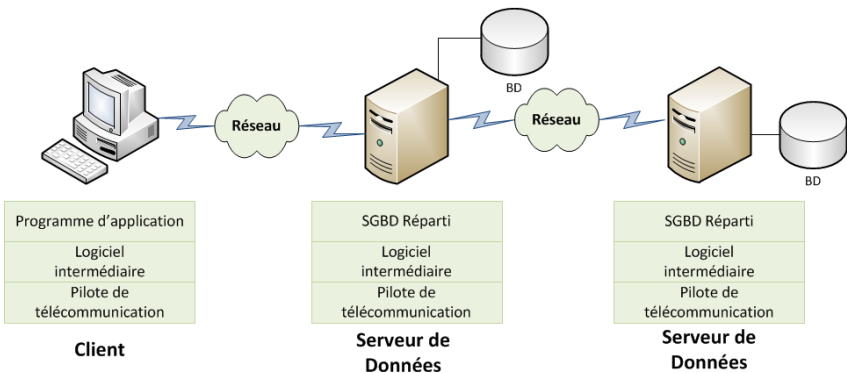 BD
Réseau
Réseau
BD
Programme d'application
Logiciel
intermédiaire
Pilote de
télécommunication
Client
SGBD Réparti
Logiciel
intermédiaire
Pilote de
télécommunication
Serveur de
Données
SGBD Réparti
Logiciel
intermédiaire
Pilote de
télécommunication
Serveur de
Données